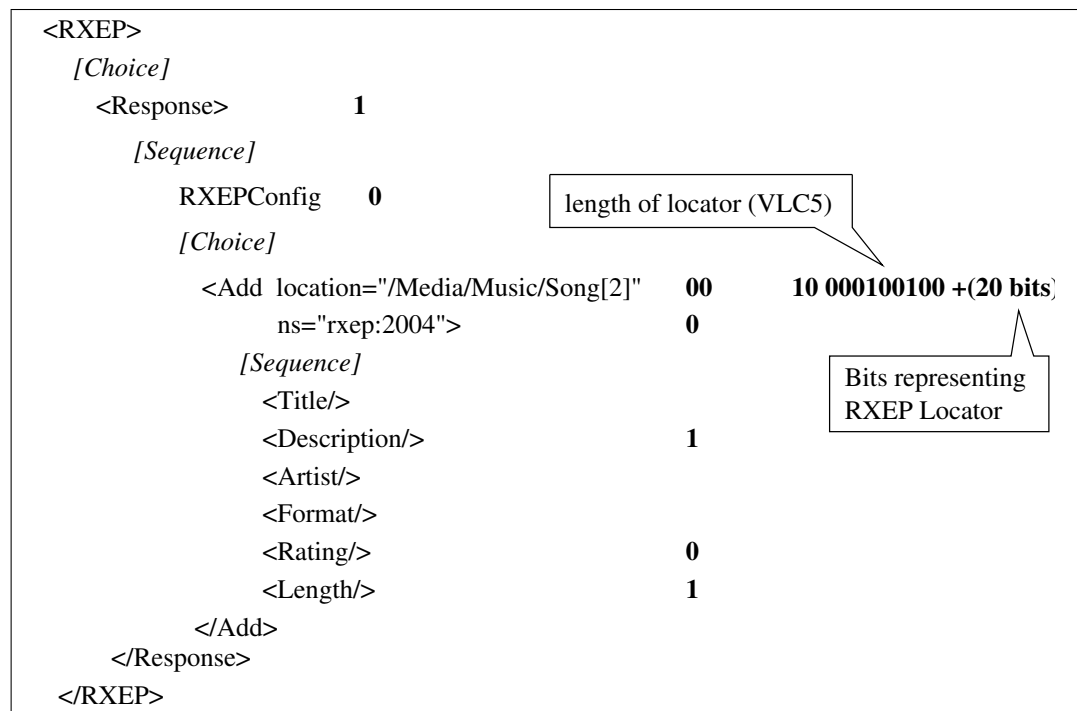 <RXEP>
[Choice]
<Response> 1
[Sequence]
RXEPConfig 0
length of locator (VLC5)
[Choice]
<Add location="/Media/Music/Song[2]" 00 10 000100100 +(20 bits)
ns="rxep:2004"> 0
[Sequence]
Bits representing
RXEP Locator
<Title/>
<Description/> 1
<Artist/>
<Format/>
<Rating/> 0
<Length/> 1
</Add>
</Response>
</RXEP>